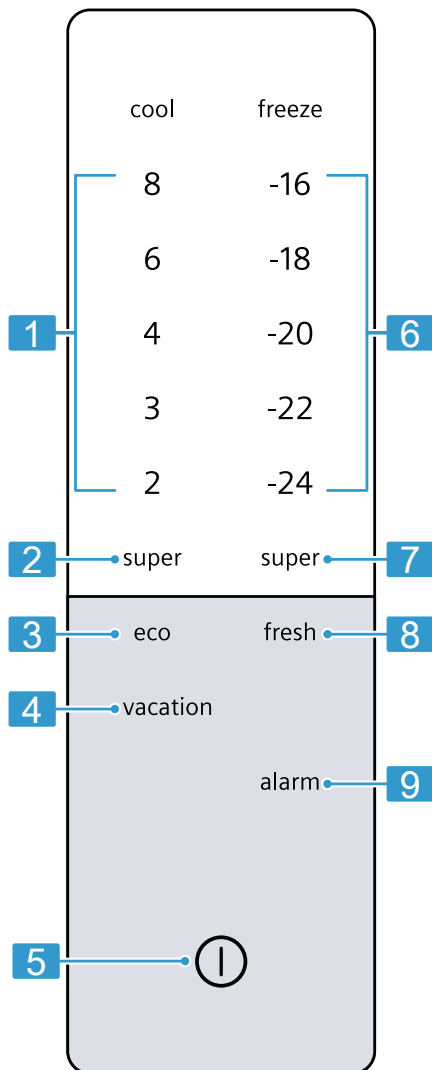 cool freeze
8 -16
6 -18
1 4 -20 6
3 -22
2 -24
2 super super 7
3 eco fresh 8
4 vacation
alarm 9
5